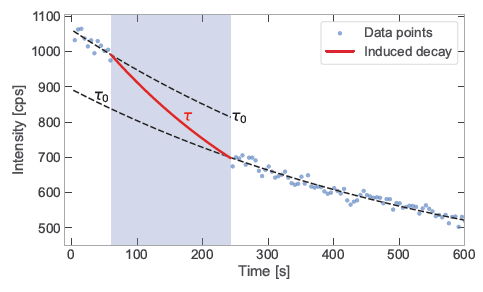 1100
1000
900
800
700
600
500
Intensity [cps]
Data points
Induced decay
τ₀
τ
τ₀
0
100
200
300
400
500
600
Time [s]